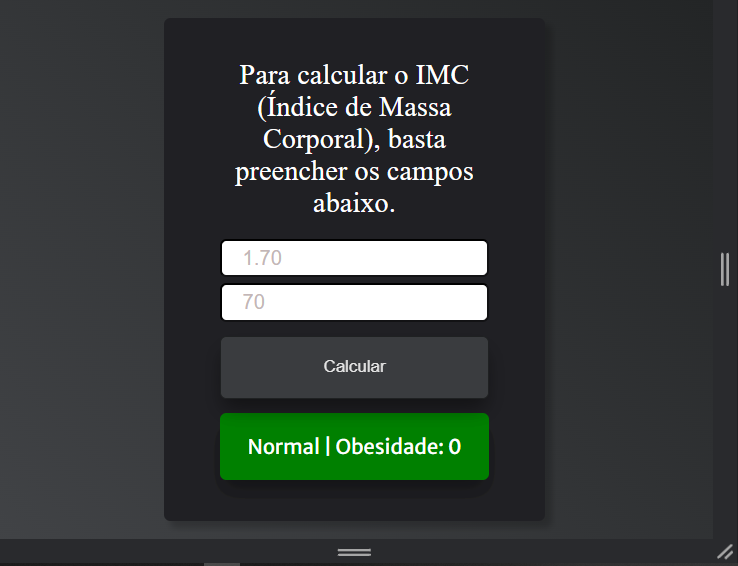 Para calcular o IMC
(Índice de Massa
Corporal), basta
preencher os campos
abaixo.
1.70
70
Calcular
Normal | Obesidade: 0